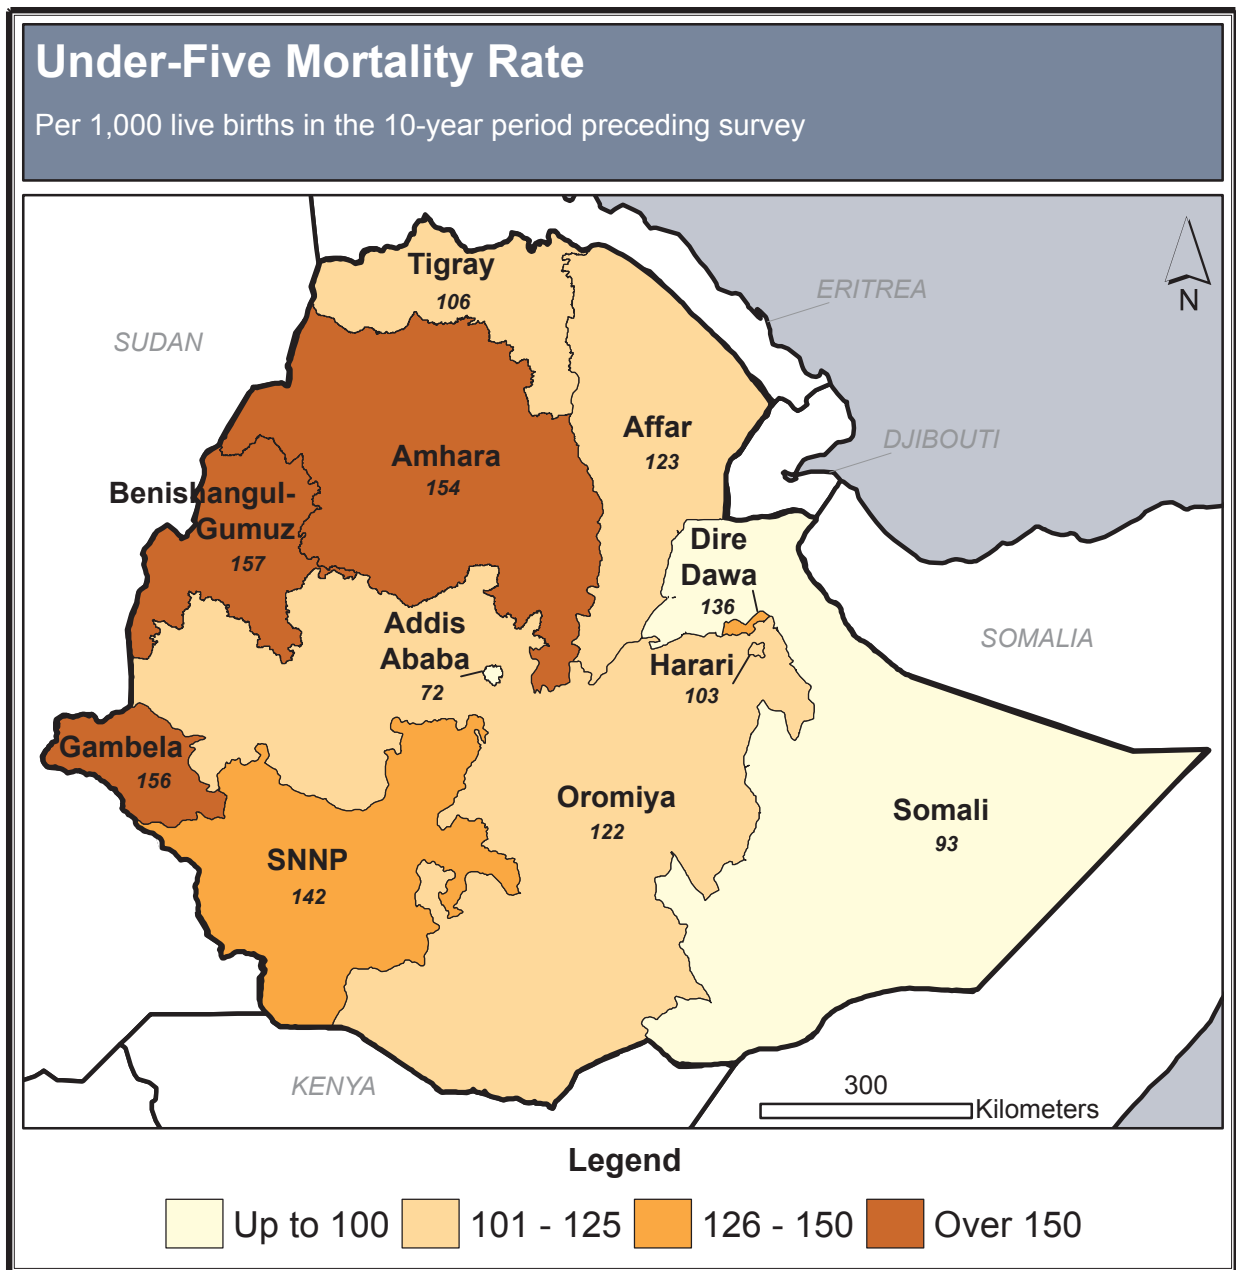 Under-Five Mortality Rate
Per 1,000 live births in the 10-year period preceding survey
N
Tigray
106
ERITREA
SUDAN
Affar
123
DJIBOUTI
Amhara
154
Benishangul-
Gumuz
157
Dire
Dawa
136
Addis
Ababa
72
SOMALIA
Harari
103
Gambela
156
Oromiya
122
Somali
93
SNNP
142
KENYA
300
Kilometers
Legend
Up to 100
101 - 125
126 - 150
Over 150